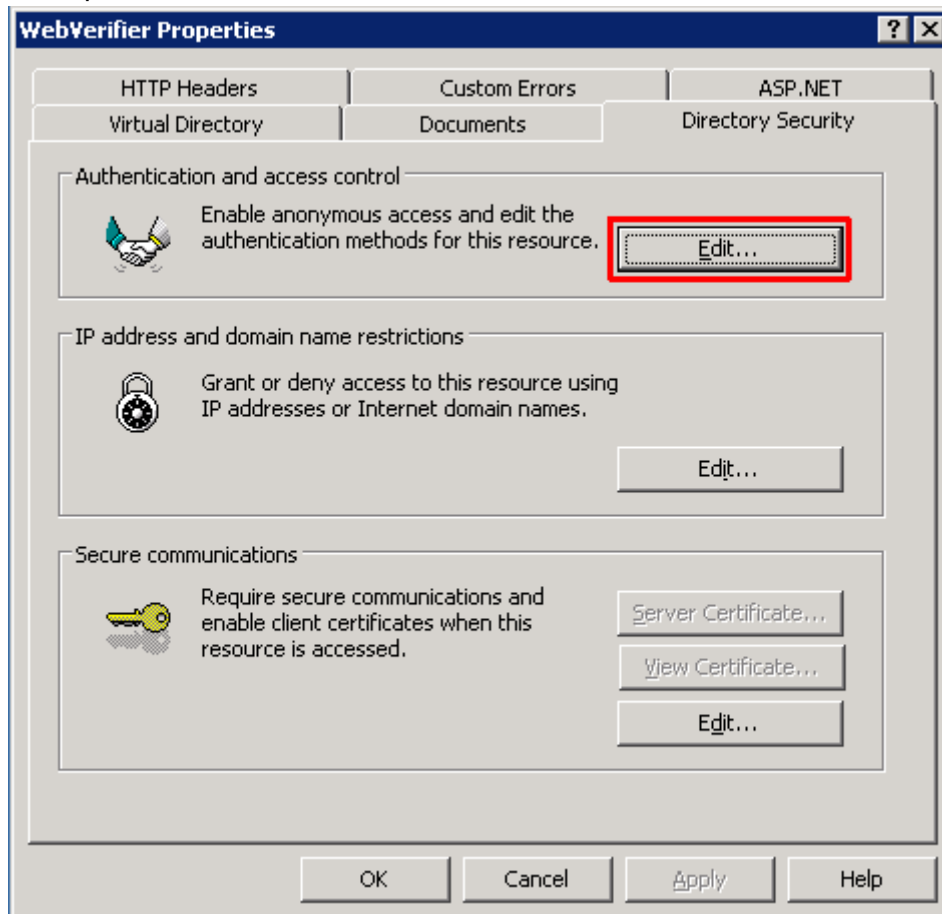 WebVerifier Properties
HTTP Headers Custom Errors ASP.NET
Virtual Directory Documents Directory Security
Authentication and access control
Enable anonymous access and edit the
authentication methods for this resource.
Edit...
IP address and domain name restrictions
Grant or deny access to this resource using
IP addresses or Internet domain names.
Edit...
Secure communications
Require secure communications and
enable client certificates when this
resource is accessed.
Server Certificate...
View Certificate...
Edit...
OK Cancel Apply Help